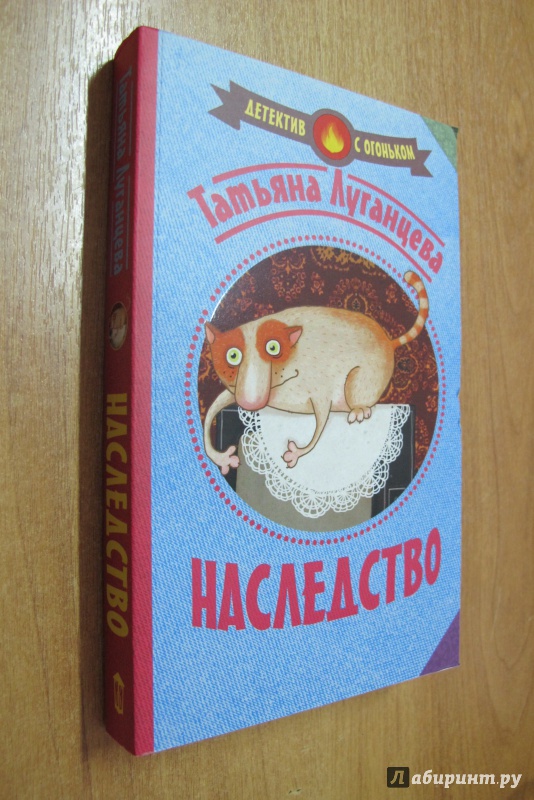 ДЕТЕКТИВ С ОГОНЬКОМ
Татьяна Луганцева
НАСЛЕДСТВО
Татьяна Луганцева
НАСЛЕДСТВО
Лабиринт.ру